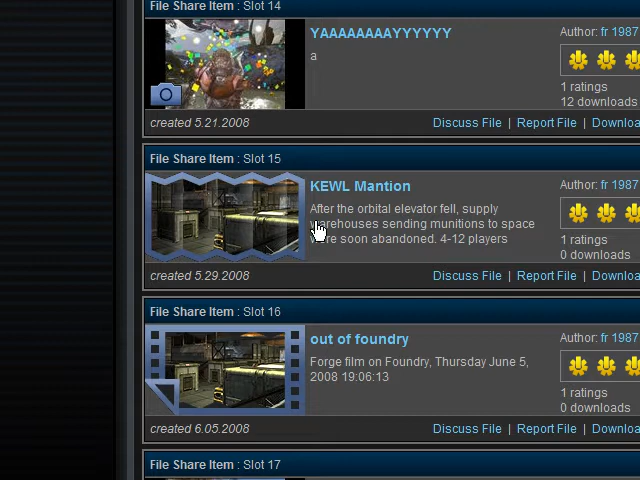 File Share Item : Slot 14
YAAAAAAAAYYYYYY
Author: fr 1987
a
1 ratings
12 downloads
created 5.21.2008
Discuss File | Report File | Downloa
File Share Item : Slot 15
KEWL Mantion
Author: fr 1987
After the orbital elevator fell, supply
warehouses sending munitions to space
were soon abandoned. 4-12 players
1 ratings
0 downloads
created 5.29.2008
Discuss File | Report File | Downloa
File Share Item : Slot 16
out of foundry
Author: fr 1987
Forge film on Foundry, Thursday June 5,
2008 19:06:13
1 ratings
0 downloads
created 6.05.2008
Discuss File | Report File | Downloa
File Share Item : Slot 17